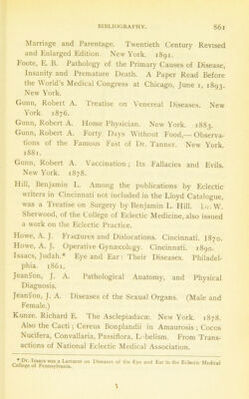 BIBLIOGRAPHY. 861
Marriage and Parentage. Twentieth Century Revised
and Enlarged Edition. New York. 1891.
Foote, E. B. Pathology of the Primary Causes of Disease,
Insanity and Premature Death. A Paper Read Before
the World's Medical Congress at Chicago, June 1, 1893.
New York.
Gunn, Robert A. Treatise on Venereal Diseases. New
York. 1876.
Gunn, Robert A. Home Physician. New York. 1883.
Gunn, Robert A. Forty Days Without Food,—Observa-
tions of the Famous Fast of Dr. Tanner. New York.
1881.
Gunn, Robert A. Vaccination; Its Fallacies and Evils.
New York. 1878.
Hill, Benjamin L. Among the publications by Eclectic
writers in Cincinnati not included in the Lloyd Catalogue,
was a Treatise on Surgery by Benjamin L. Hill. W.
Sherwood, of the College of Eclectic Medicine, also issued
a work on the Eclectic Practice.
Howe, A. J. Fractures and Dislocations. Cincinnati. 1870.
Howe, A. J. Operative Gynæcology. Cincinnati. 1890.
Isaacs, Judah.* Eye and Ear: Their Diseases. Philadel-
phia. 1861.
Jeançon, J. A. Pathological Anatomy, and Physical
Diagnosis.
Jeançon, J. A. Diseases of the Sexual Organs. (Male and
Female.)
Kunze, Richard E. The Asclepiadaceæ. New York. 1878.
Also the Cacti; Cereus Bonplandii in Amaurosis; Cocos
Nucifera, Convallaria, Passiflora, L-belism. From Trans-
actions of National Eclectic Medical Association.
* Dr. Isaacs was a Lecturer on Diseases of the Eye and Ear in the Eclectic Medical
College of Pennsylvania.